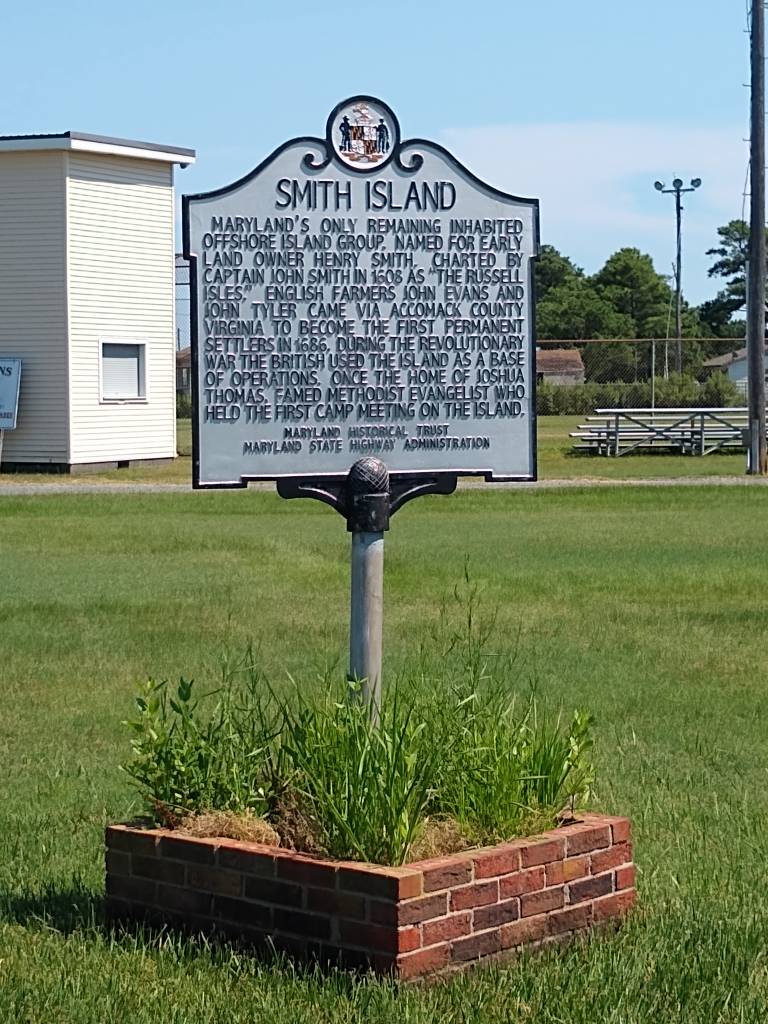 SMITH ISLAND
MARYLAND'S ONLY REMAINING INHABITED
OFFSHORE ISLAND GROUP. NAMED FOR EARLY
LAND OWNER HENRY SMITH. CHARTED BY
CAPTAIN JOHN SMITH IN 1608 AS "THE RUSSELL
ISLES." ENGLISH FARMERS JOHN EVANS AND
JOHN TYLER CAME VIA ACCOMACK COUNTY
VIRGINIA TO BECOME THE FIRST PERMANENT
SETTLERS IN 1686. DURING THE REVOLUTIONARY
WAR THE BRITISH USED THE ISLAND AS A BASE
OF OPERATIONS. ONCE THE HOME OF JOSHUA
THOMAS, FAMED METHODIST EVANGELIST WHO
HELD THE FIRST CAMP MEETING ON THE ISLAND.
MARYLAND HISTORICAL TRUST
MARYLAND STATE HIGHWAY ADMINISTRATION